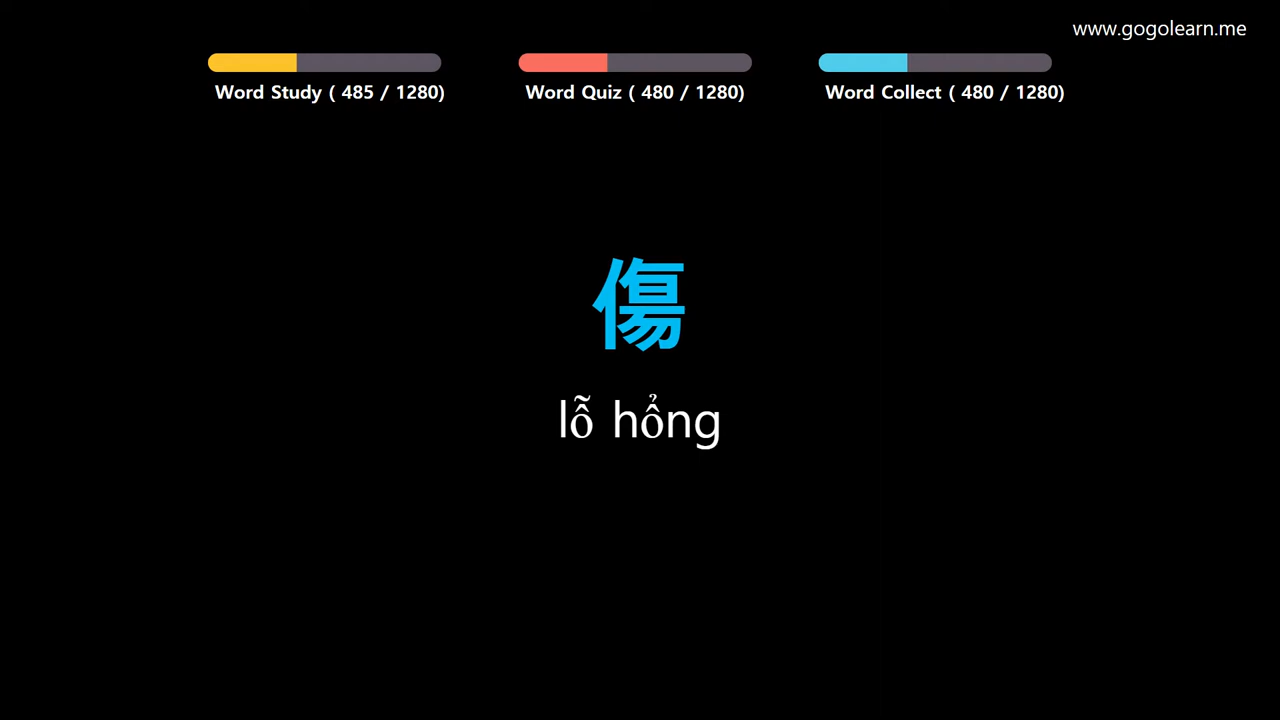 www.gogolearn.me
Word Study ( 485 / 1280)
Word Quiz ( 480 / 1280)
Word Collect ( 480 / 1280)
傷
lỗ hổng